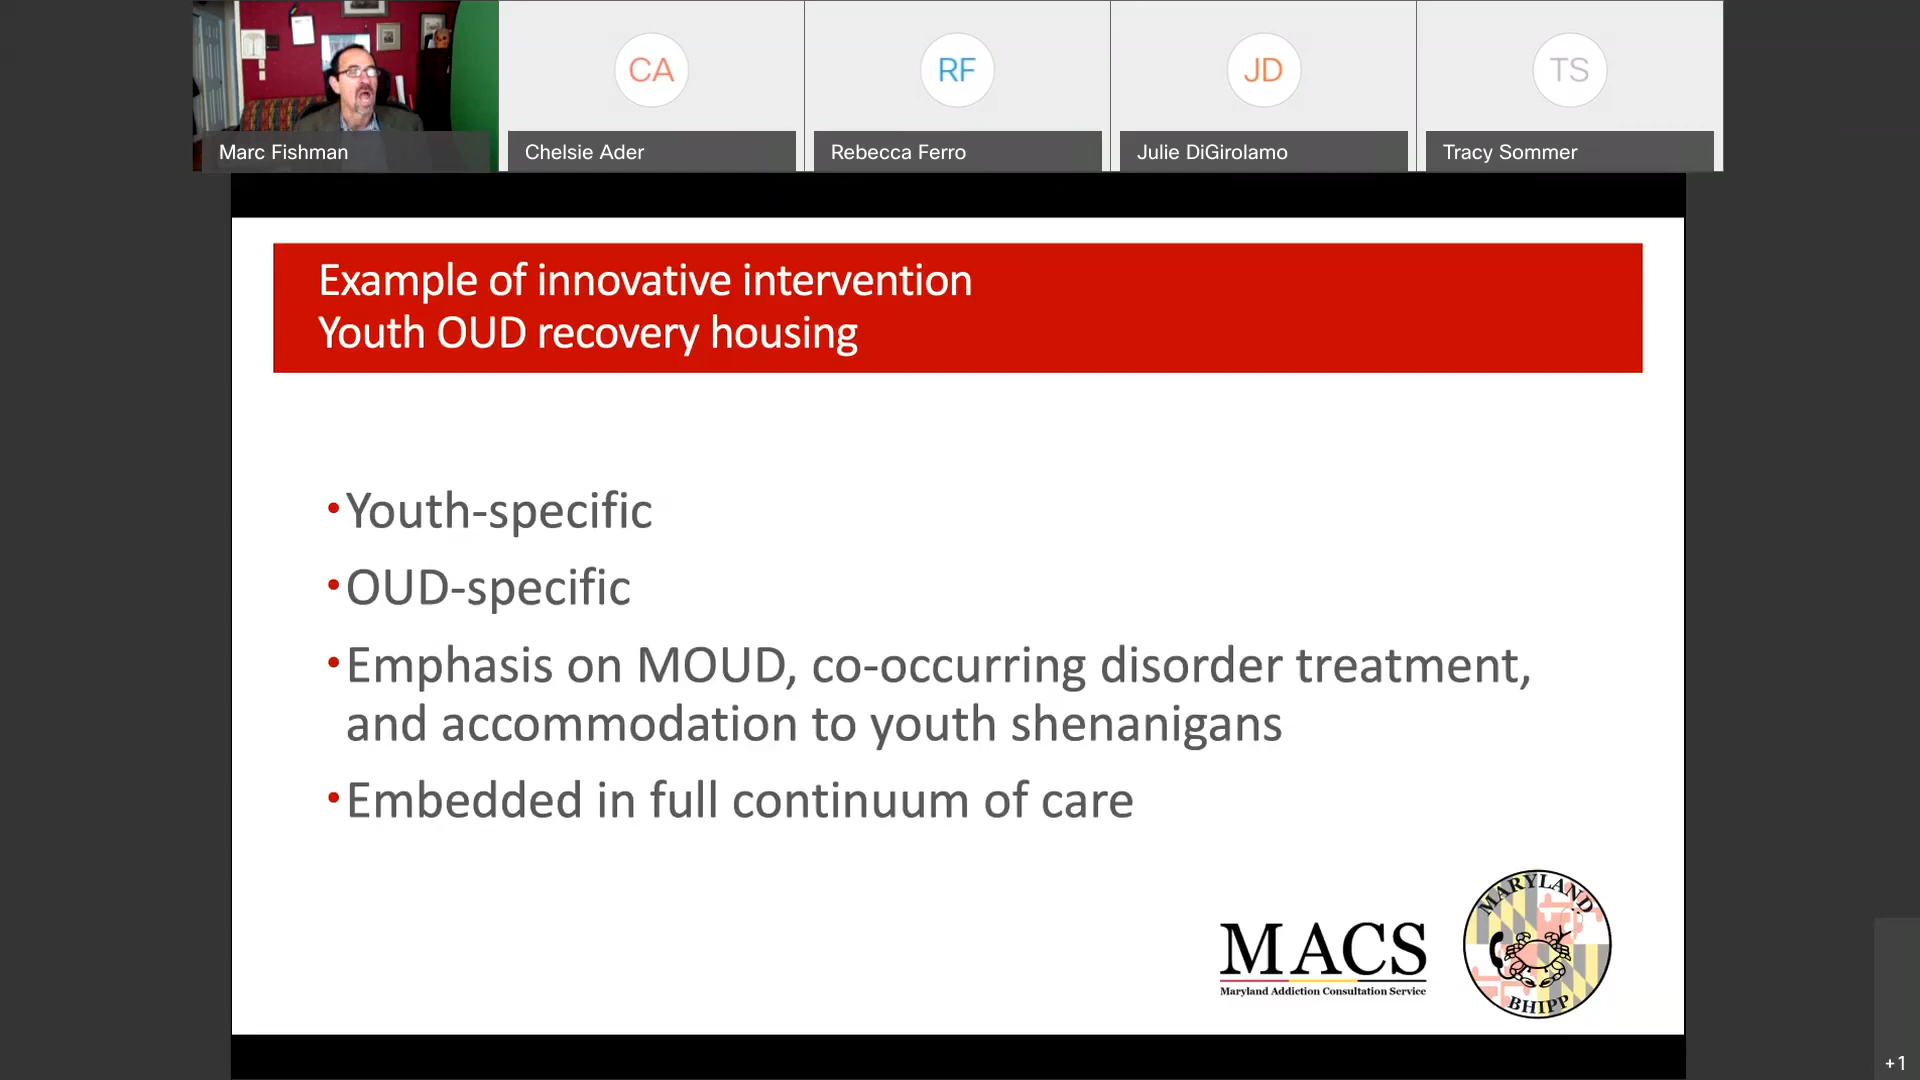 CA
RF
JD
TS
Marc Fishman
Chelsie Ader
Rebecca Ferro
Julie DiGirolamo
Tracy Sommer
Example of innovative intervention
Youth OUD recovery housing
•Youth-specific
•OUD-specific
•Emphasis on MOUD, co-occurring disorder treatment,
and accommodation to youth shenanigans
•Embedded in full continuum of care
MACS
Maryland Addiction Consultation Service
MARYLAND
BHIPP
+1